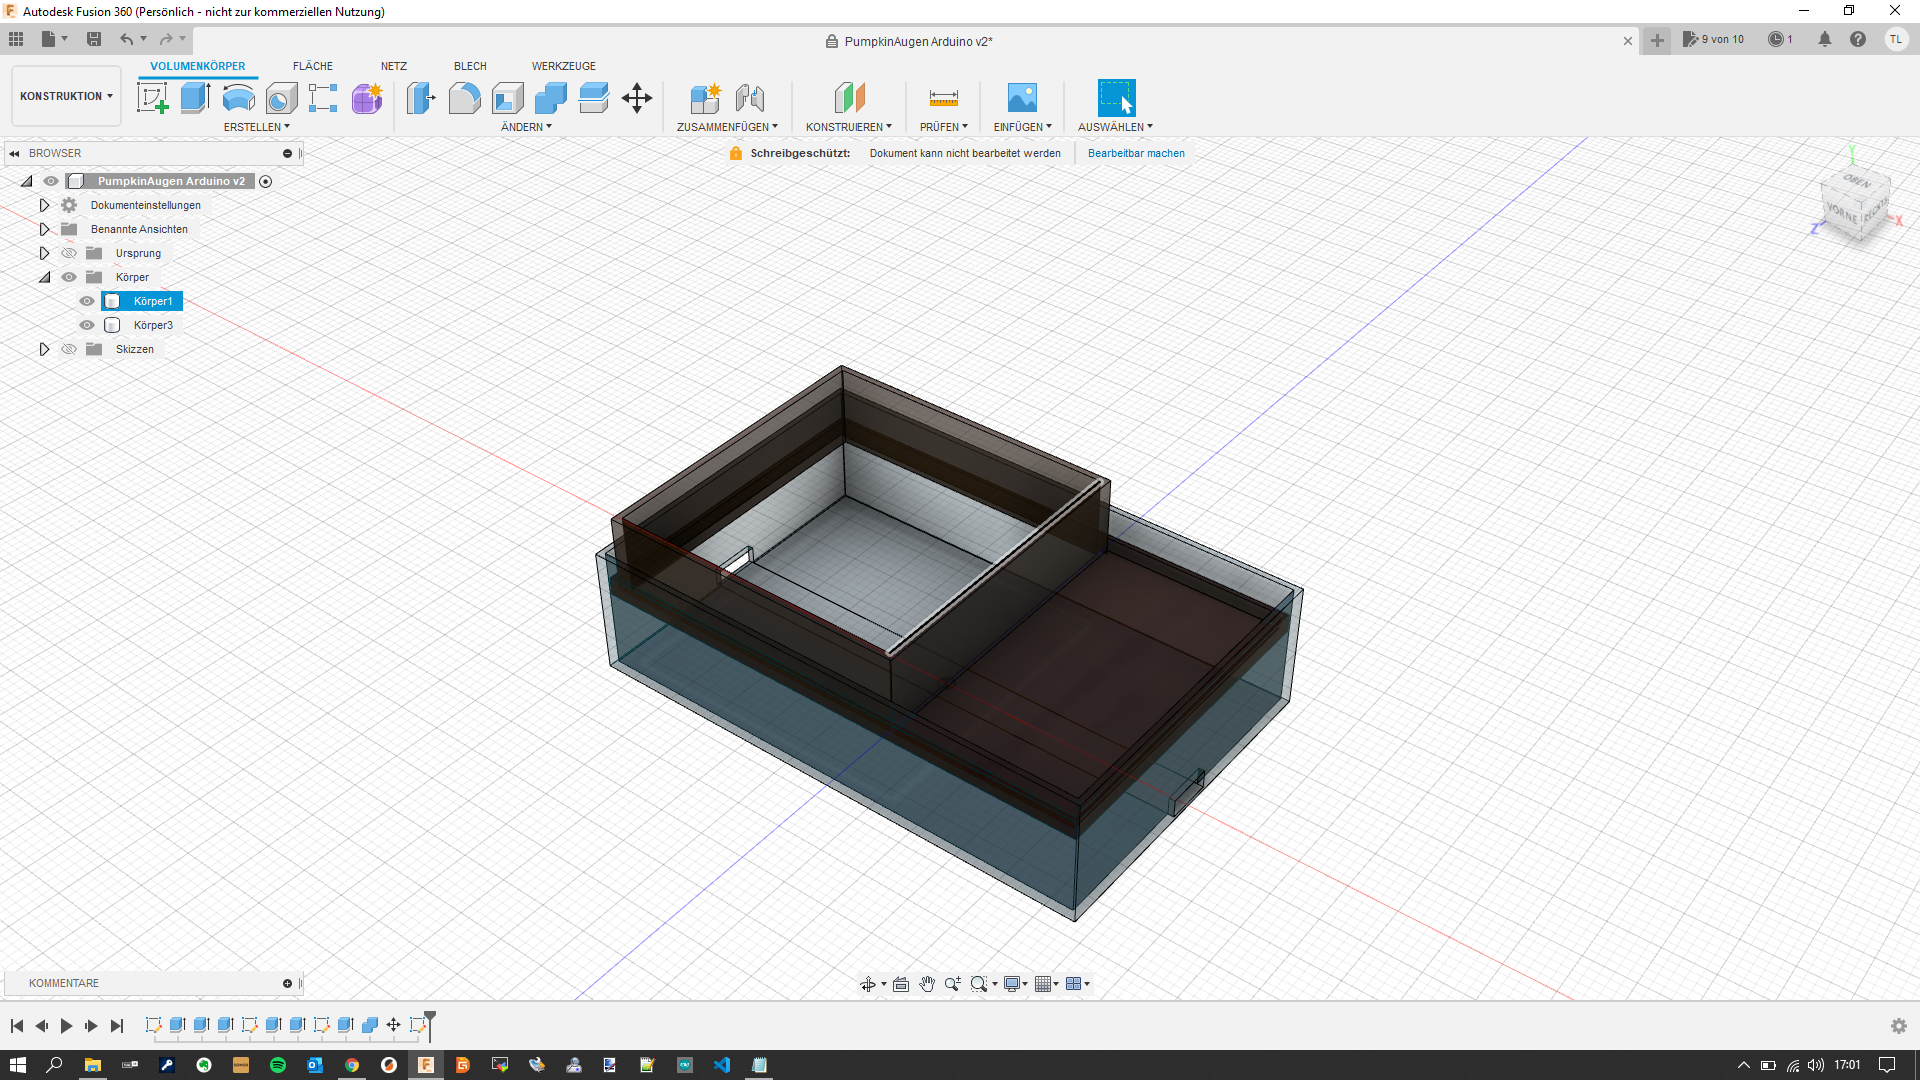 Autodesk Fusion 360 (Persönlich - nicht zur kommerziellen Nutzung)
PumpkinAugen Arduino v2*
9 von 10
1
TL
KONSTRUKTION
VOLUMENKÖRPER
FLÄCHE
NETZ
BLECH
WERKZEUGE
ERSTELLEN
ÄNDERN
ZUSAMMENFÜGEN
KONSTRUIEREN
PRÜFEN
EINFÜGEN
AUSWÄHLEN
BROWSER
Schreibgeschützt: Dokument kann nicht bearbeitet werden Bearbeitbar machen
PumpkinAugen Arduino v2
Dokumenteinstellungen
Benannte Ansichten
Ursprung
Körper
Körper1
Körper3
Skizzen
Y
OBEN
VORNE
RECHTS
Z
X
KOMMENTARE
17:01